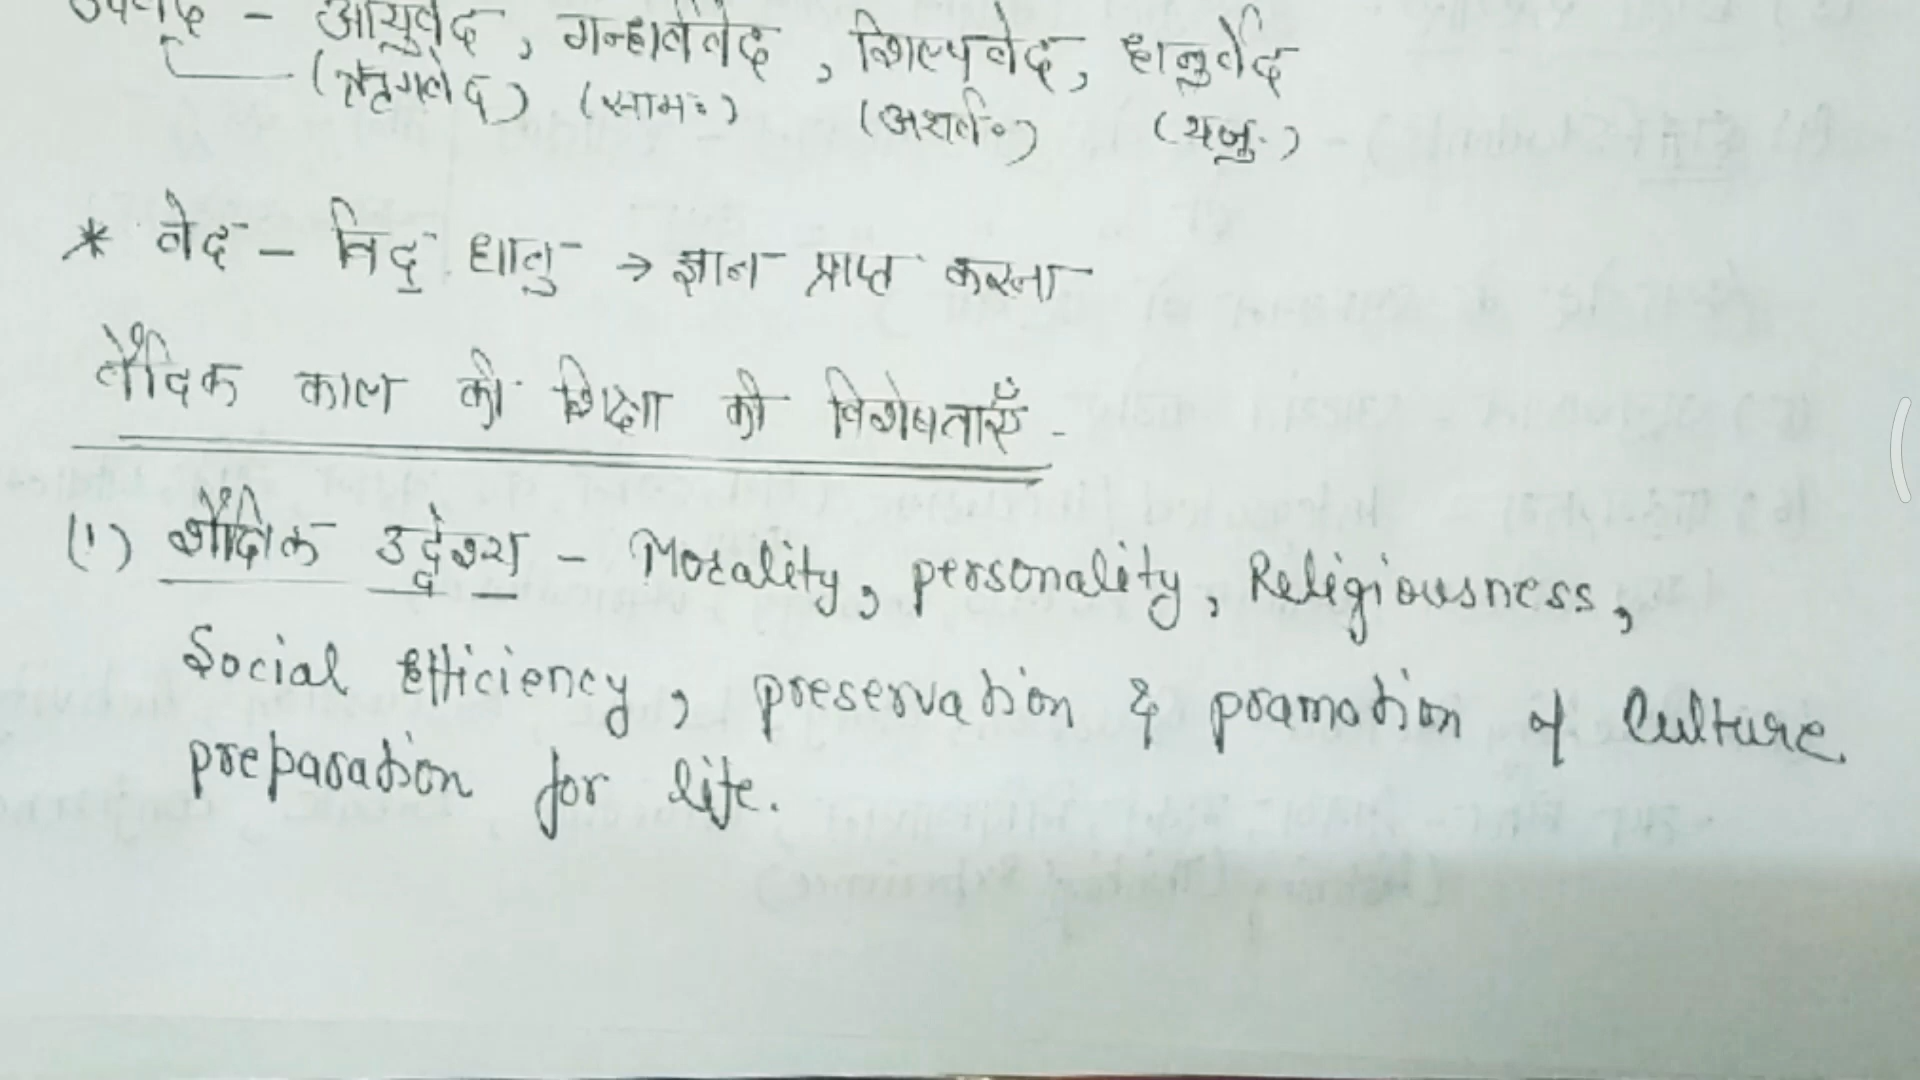 उपवेद - आयुर्वेद, गन्धर्ववेद, शिल्पवेद, धनुर्वेद
(ऋग्वेद) (साम॰) (अथर्व॰) (यजु॰)
* वेद - विद् धातु → ज्ञान प्राप्त करना
वैदिक काल की शिक्षा की विशेषताएँ -
(1) शैक्षिक उद्देश्य - Morality, personality, Religiousness,
Social Efficiency, preservation & pramotion of Culture
preparation for life.